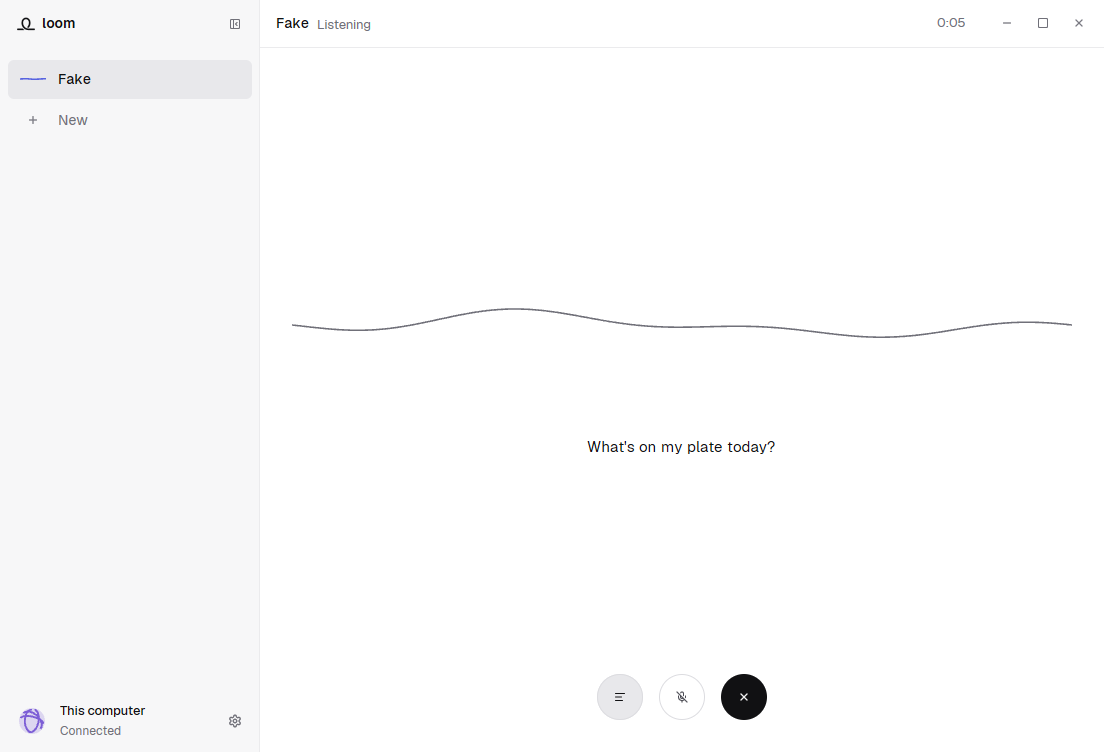 loom
Fake
New
This computer
Connected
Fake Listening
0:05
What's on my plate today?